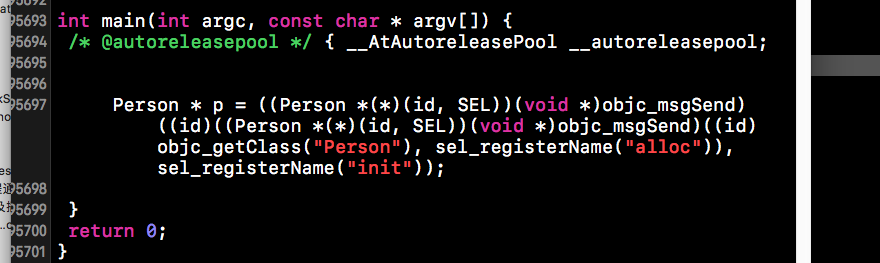 95693 int main(int argc, const char * argv[]) {
95694 /* @autoreleasepool */ { __AtAutoreleasePool __autoreleasepool;
95695
95696
95697 Person * p = ((Person *(*)(id, SEL))(void *)objc_msgSend)
((id)((Person *(*)(id, SEL))(void *)objc_msgSend)((id)
objc_getClass("Person"), sel_registerName("alloc")),
sel_registerName("init"));
95698
95699 }
95700 return 0;
95701 }